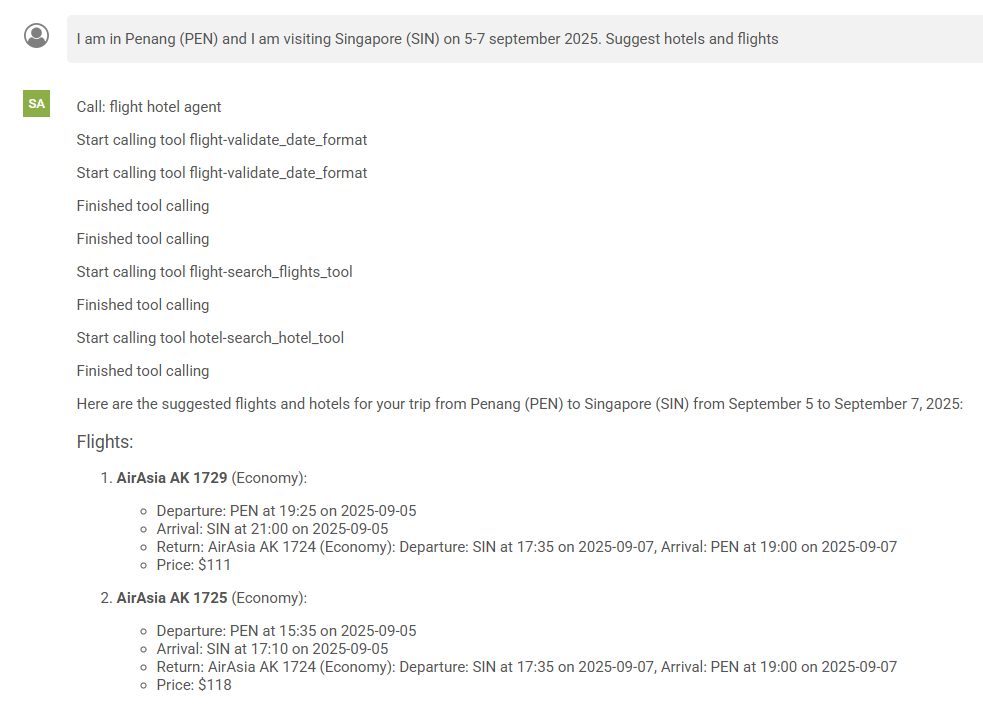 I am in Penang (PEN) and I am visiting Singapore (SIN) on 5-7 september 2025. Suggest hotels and flights
SA
Call: flight hotel agent
Start calling tool flight-validate_date_format
Start calling tool flight-validate_date_format
Finished tool calling
Finished tool calling
Start calling tool flight-search_flights_tool
Finished tool calling
Start calling tool hotel-search_hotel_tool
Finished tool calling
Here are the suggested flights and hotels for your trip from Penang (PEN) to Singapore (SIN) from September 5 to September 7, 2025:
Flights:
1. AirAsia AK 1729 (Economy):
Departure: PEN at 19:25 on 2025-09-05
Arrival: SIN at 21:00 on 2025-09-05
Return: AirAsia AK 1724 (Economy): Departure: SIN at 17:35 on 2025-09-07, Arrival: PEN at 19:00 on 2025-09-07
Price: $111
2. AirAsia AK 1725 (Economy):
Departure: PEN at 15:35 on 2025-09-05
Arrival: SIN at 17:10 on 2025-09-05
Return: AirAsia AK 1724 (Economy): Departure: SIN at 17:35 on 2025-09-07, Arrival: PEN at 19:00 on 2025-09-07
Price: $118